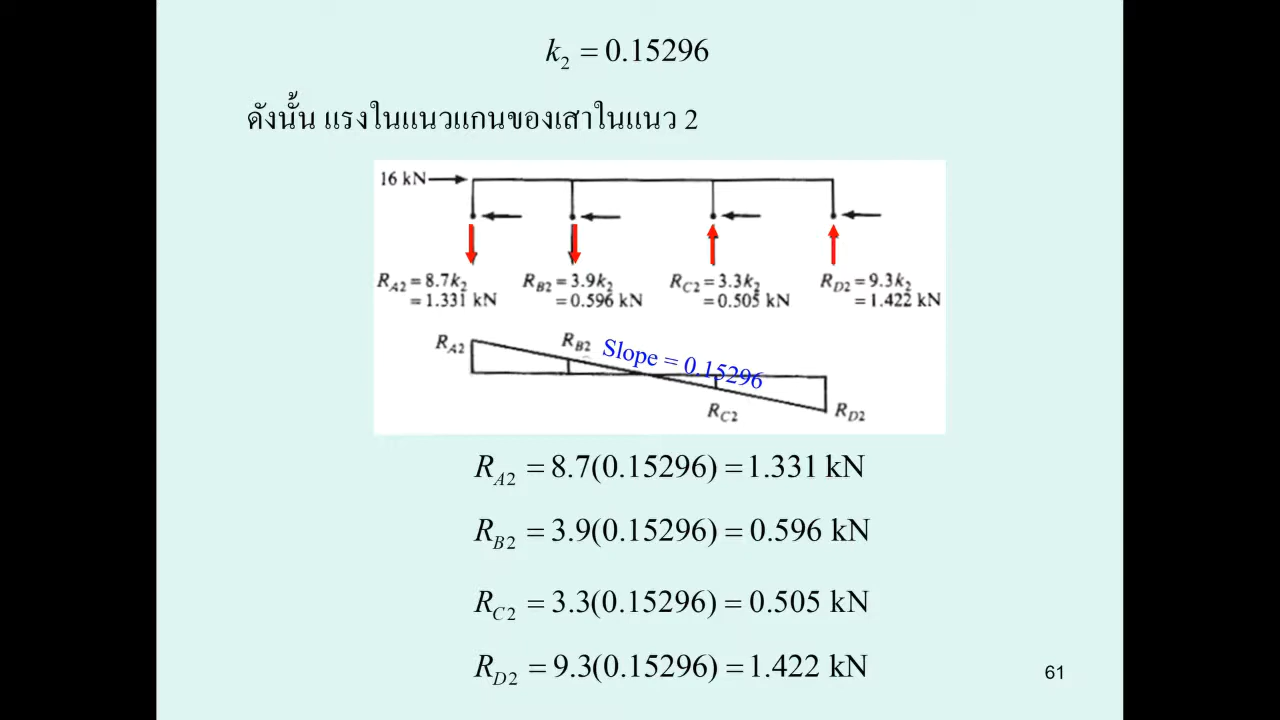 k₂ = 0.15296
ดังนั้น แรงในแนวแกนของเสาในแนว 2
16 kN
R_A2 = 8.7k₂
= 1.331 kN
R_B2 = 3.9k₂
= 0.596 kN
R_C2 = 3.3k₂
= 0.505 kN
R_D2 = 9.3k₂
= 1.422 kN
R_A2
R_B2
Slope = 0.15296
R_C2
R_D2
R_A2 = 8.7(0.15296) = 1.331 kN
R_B2 = 3.9(0.15296) = 0.596 kN
R_C2 = 3.3(0.15296) = 0.505 kN
R_D2 = 9.3(0.15296) = 1.422 kN
61